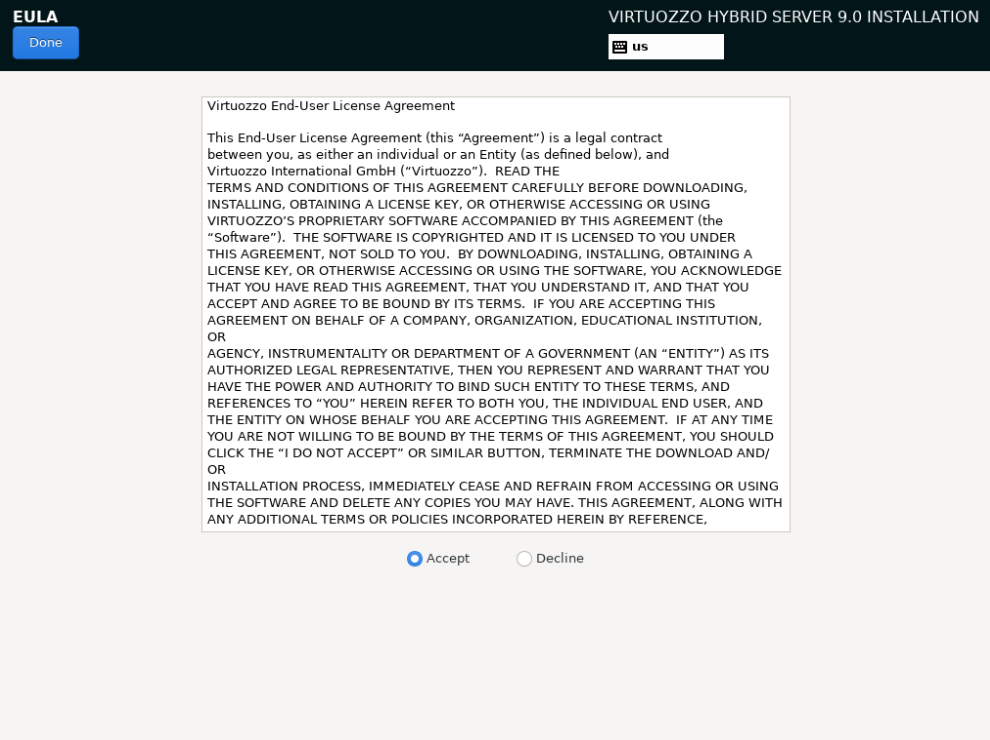 EULA
VIRTUOZZO HYBRID SERVER 9.0 INSTALLATION
Done
us
Virtuozzo End-User License Agreement
This End-User License Agreement (this “Agreement”) is a legal contract
between you, as either an individual or an Entity (as defined below), and
Virtuozzo International GmbH (“Virtuozzo”).  READ THE
TERMS AND CONDITIONS OF THIS AGREEMENT CAREFULLY BEFORE DOWNLOADING,
INSTALLING, OBTAINING A LICENSE KEY, OR OTHERWISE ACCESSING OR USING
VIRTUOZZO’S PROPRIETARY SOFTWARE ACCOMPANIED BY THIS AGREEMENT (the
“Software”).  THE SOFTWARE IS COPYRIGHTED AND IT IS LICENSED TO YOU UNDER
THIS AGREEMENT, NOT SOLD TO YOU.  BY DOWNLOADING, INSTALLING, OBTAINING A
LICENSE KEY, OR OTHERWISE ACCESSING OR USING THE SOFTWARE, YOU ACKNOWLEDGE
THAT YOU HAVE READ THIS AGREEMENT, THAT YOU UNDERSTAND IT, AND THAT YOU
ACCEPT AND AGREE TO BE BOUND BY ITS TERMS.  IF YOU ARE ACCEPTING THIS
AGREEMENT ON BEHALF OF A COMPANY, ORGANIZATION, EDUCATIONAL INSTITUTION,
OR
AGENCY, INSTRUMENTALITY OR DEPARTMENT OF A GOVERNMENT (AN “ENTITY”) AS ITS
AUTHORIZED LEGAL REPRESENTATIVE, THEN YOU REPRESENT AND WARRANT THAT YOU
HAVE THE POWER AND AUTHORITY TO BIND SUCH ENTITY TO THESE TERMS, AND
REFERENCES TO “YOU” HEREIN REFER TO BOTH YOU, THE INDIVIDUAL END USER, AND
THE ENTITY ON WHOSE BEHALF YOU ARE ACCEPTING THIS AGREEMENT.  IF AT ANY TIME
YOU ARE NOT WILLING TO BE BOUND BY THE TERMS OF THIS AGREEMENT, YOU SHOULD
CLICK THE “I DO NOT ACCEPT” OR SIMILAR BUTTON, TERMINATE THE DOWNLOAD AND/
OR
INSTALLATION PROCESS, IMMEDIATELY CEASE AND REFRAIN FROM ACCESSING OR USING
THE SOFTWARE AND DELETE ANY COPIES YOU MAY HAVE. THIS AGREEMENT, ALONG WITH
ANY ADDITIONAL TERMS OR POLICIES INCORPORATED HEREIN BY REFERENCE,
Accept
Decline